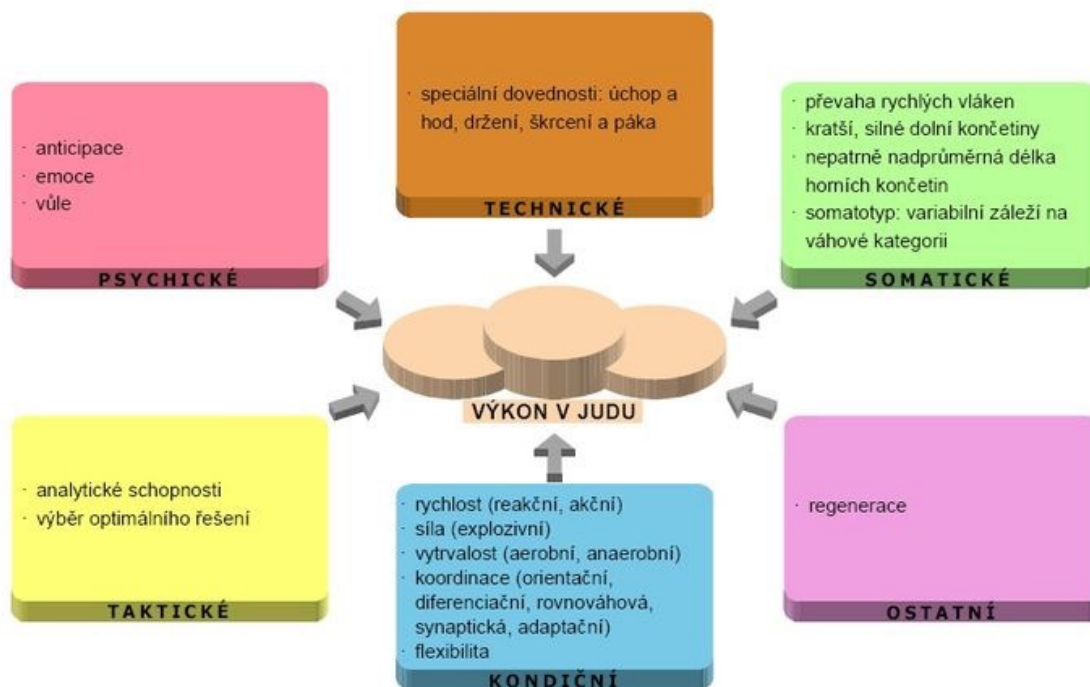 · speciální dovednosti: úchop a
hod, držení, škrcení a páka
TECHNICKÉ
· anticipace
· emoce
· vůle
PSYCHICKÉ
· převaha rychlých vláken
· kratší, silné dolní končetiny
· nepatrně nadprůměrná délka
horních končetin
· somatotyp: variabilní záleží na
váhové kategorii
SOMATICKÉ
VÝKON V JUDU
· analytické schopnosti
· výběr optimálního řešení
TAKTICKÉ
· rychlost (reakční, akční)
· síla (explozivní)
· vytrvalost (aerobní, anaerobní)
· koordinace (orientační,
diferenciační, rovnováhová,
synaptická, adaptační)
· flexibilita
KONDIČNÍ
· regenerace
OSTATNÍ